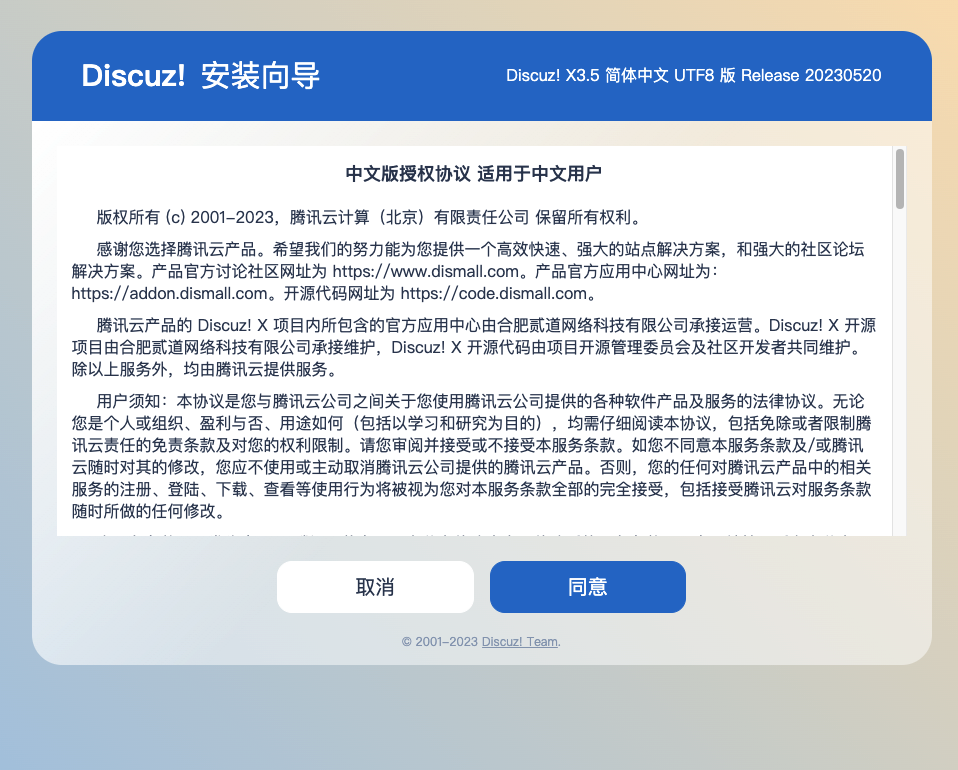 Discuz! 安装向导
Discuz! X3.5 简体中文 UTF8 版 Release 20230520
中文版授权协议 适用于中文用户
版权所有 (c) 2001-2023，腾讯云计算（北京）有限责任公司 保留所有权利。
感谢您选择腾讯云产品。希望我们的努力能为您提供一个高效快速、强大的站点解决方案，和强大的社区论坛
解决方案。产品官方讨论社区网址为 https://www.dismall.com。产品官方应用中心网址为：
https://addon.dismall.com。开源代码网址为 https://code.dismall.com。
腾讯云产品的 Discuz! X 项目内所包含的官方应用中心由合肥贰道网络科技有限公司承接运营。Discuz! X 开源
项目由合肥贰道网络科技有限公司承接维护，Discuz! X 开源代码由项目开源管理委员会及社区开发者共同维护。
除以上服务外，均由腾讯云提供服务。
用户须知：本协议是您与腾讯云公司之间关于您使用腾讯云公司提供的各种软件产品及服务的法律协议。无论
您是个人或组织、盈利与否、用途如何（包括以学习和研究为目的），均需仔细阅读本协议，包括免除或者限制腾
讯云责任的免责条款及对您的权利限制。请您审阅并接受或不接受本服务条款。如您不同意本服务条款及/或腾讯
云随时对其的修改，您应不使用或主动取消腾讯云公司提供的腾讯云产品。否则，您的任何对腾讯云产品中的相关
服务的注册、登陆、下载、查看等使用行为将被视为您对本服务条款全部的完全接受，包括接受腾讯云对服务条款
随时所做的任何修改。
取消
同意
© 2001-2023 Discuz! Team.